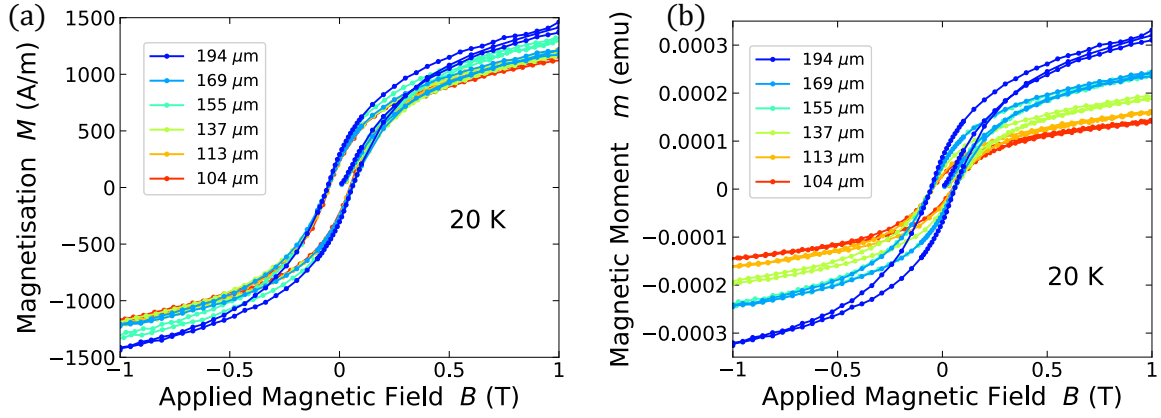 (a)
Magnetisation M (A/m)
1500
1000
500
0
−500
−1000
−1500
194 μm
169 μm
155 μm
137 μm
113 μm
104 μm
20 K
−1 −0.5 0 0.5 1
Applied Magnetic Field B (T)
(b)
Magnetic Moment m (emu)
0.0003
0.0002
0.0001
0
−0.0001
−0.0002
−0.0003
194 μm
169 μm
155 μm
137 μm
113 μm
104 μm
20 K
−1 −0.5 0 0.5 1
Applied Magnetic Field B (T)